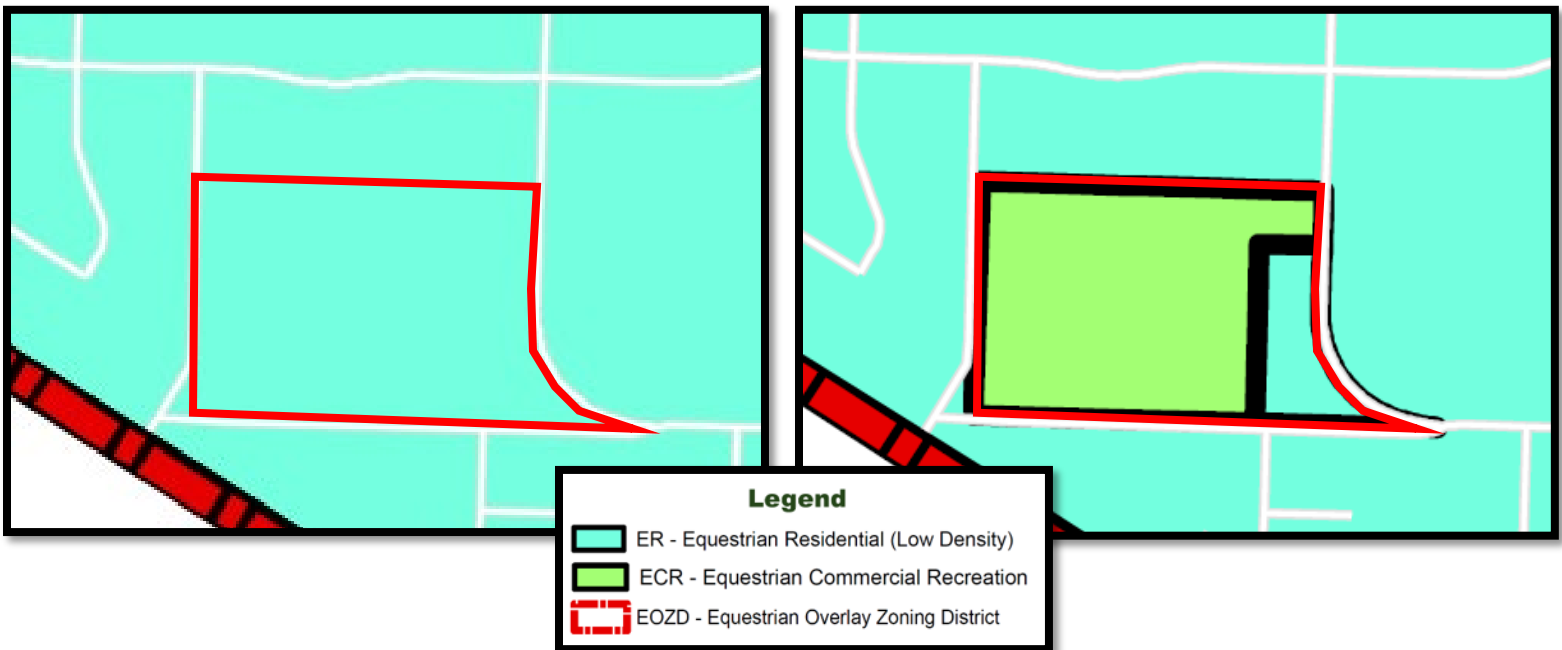 Legend
ER - Equestrian Residential (Low Density)
ECR - Equestrian Commercial Recreation
EOZD - Equestrian Overlay Zoning District